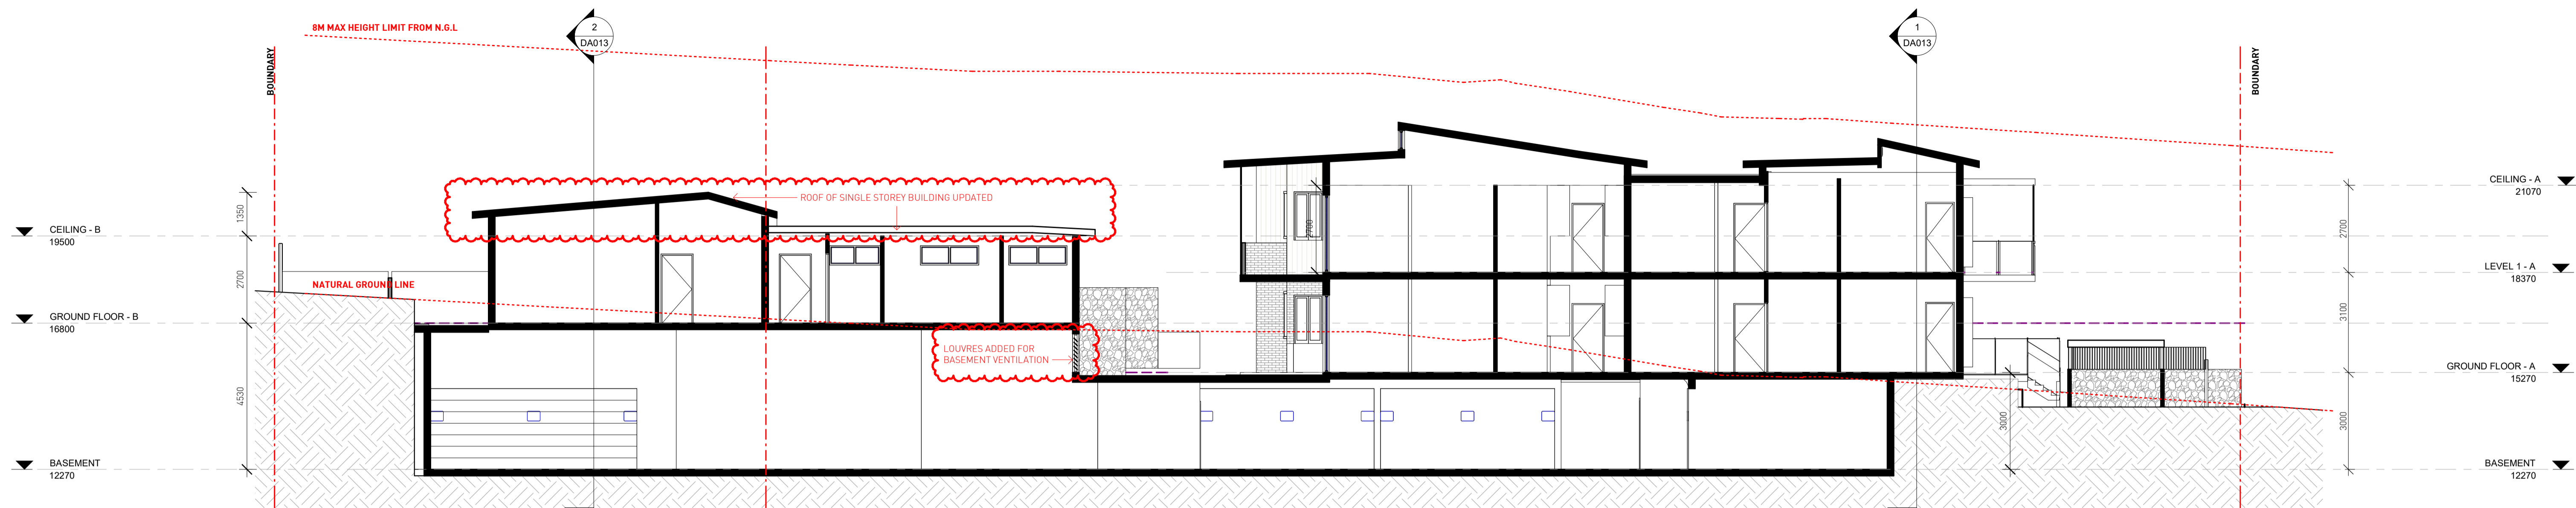 8M MAX HEIGHT LIMIT FROM N.G.L
BOUNDARY
2
DA013
1
DA013
BOUNDARY
CEILING - A
21070
ROOF OF SINGLE STOREY BUILDING UPDATED
1350
CEILING - B
19500
2700
2700
2700
LEVEL 1 - A
18370
NATURAL GROUND LINE
GROUND FLOOR - B
16800
3100
LOUVRES ADDED FOR
BASEMENT VENTILATION
GROUND FLOOR - A
15270
4530
3000
3000
BASEMENT
12270
BASEMENT
12270